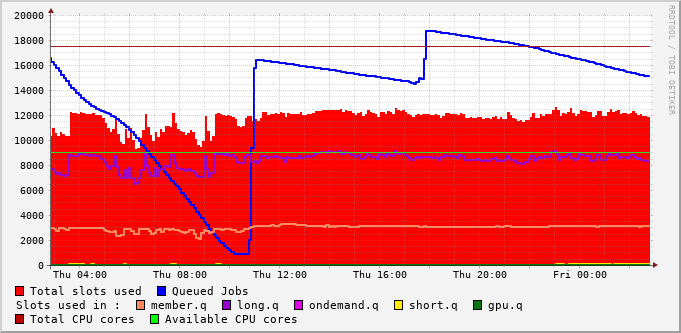 20000
18000
16000
14000
12000
10000
8000
6000
4000
2000
0
Thu 04:00 Thu 08:00 Thu 12:00 Thu 16:00 Thu 20:00 Fri 00:00
RRDTOOL / TOBI OETIKER
Total slots used Queued Jobs
Slots used in : member.q long.q ondemand.q short.q gpu.q
Total CPU cores Available CPU cores